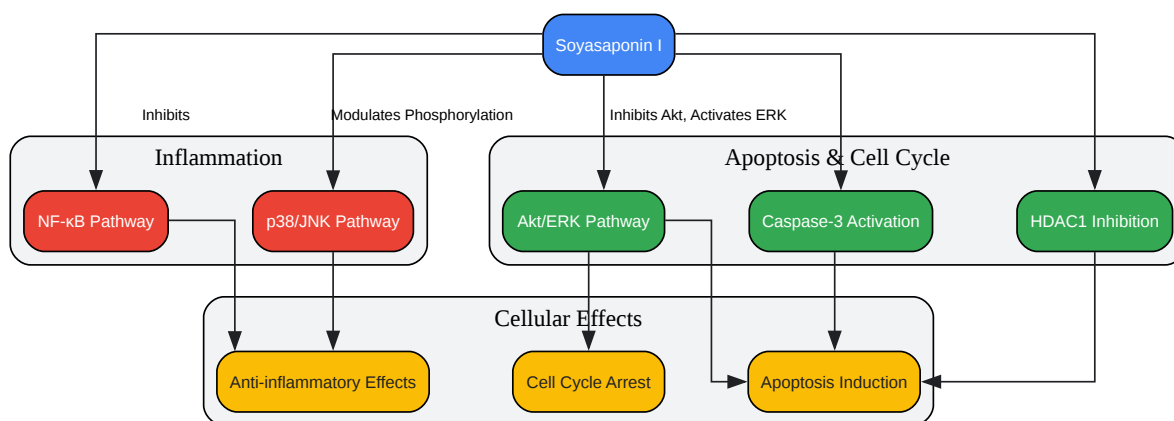 Soyasaponin I
Inhibits
Modulates Phosphorylation
Inhibits Akt, Activates ERK
Inflammation
Apoptosis & Cell Cycle
NF-κB Pathway
p38/JNK Pathway
Akt/ERK Pathway
Caspase-3 Activation
HDAC1 Inhibition
Cellular Effects
Anti-inflammatory Effects
Cell Cycle Arrest
Apoptosis Induction